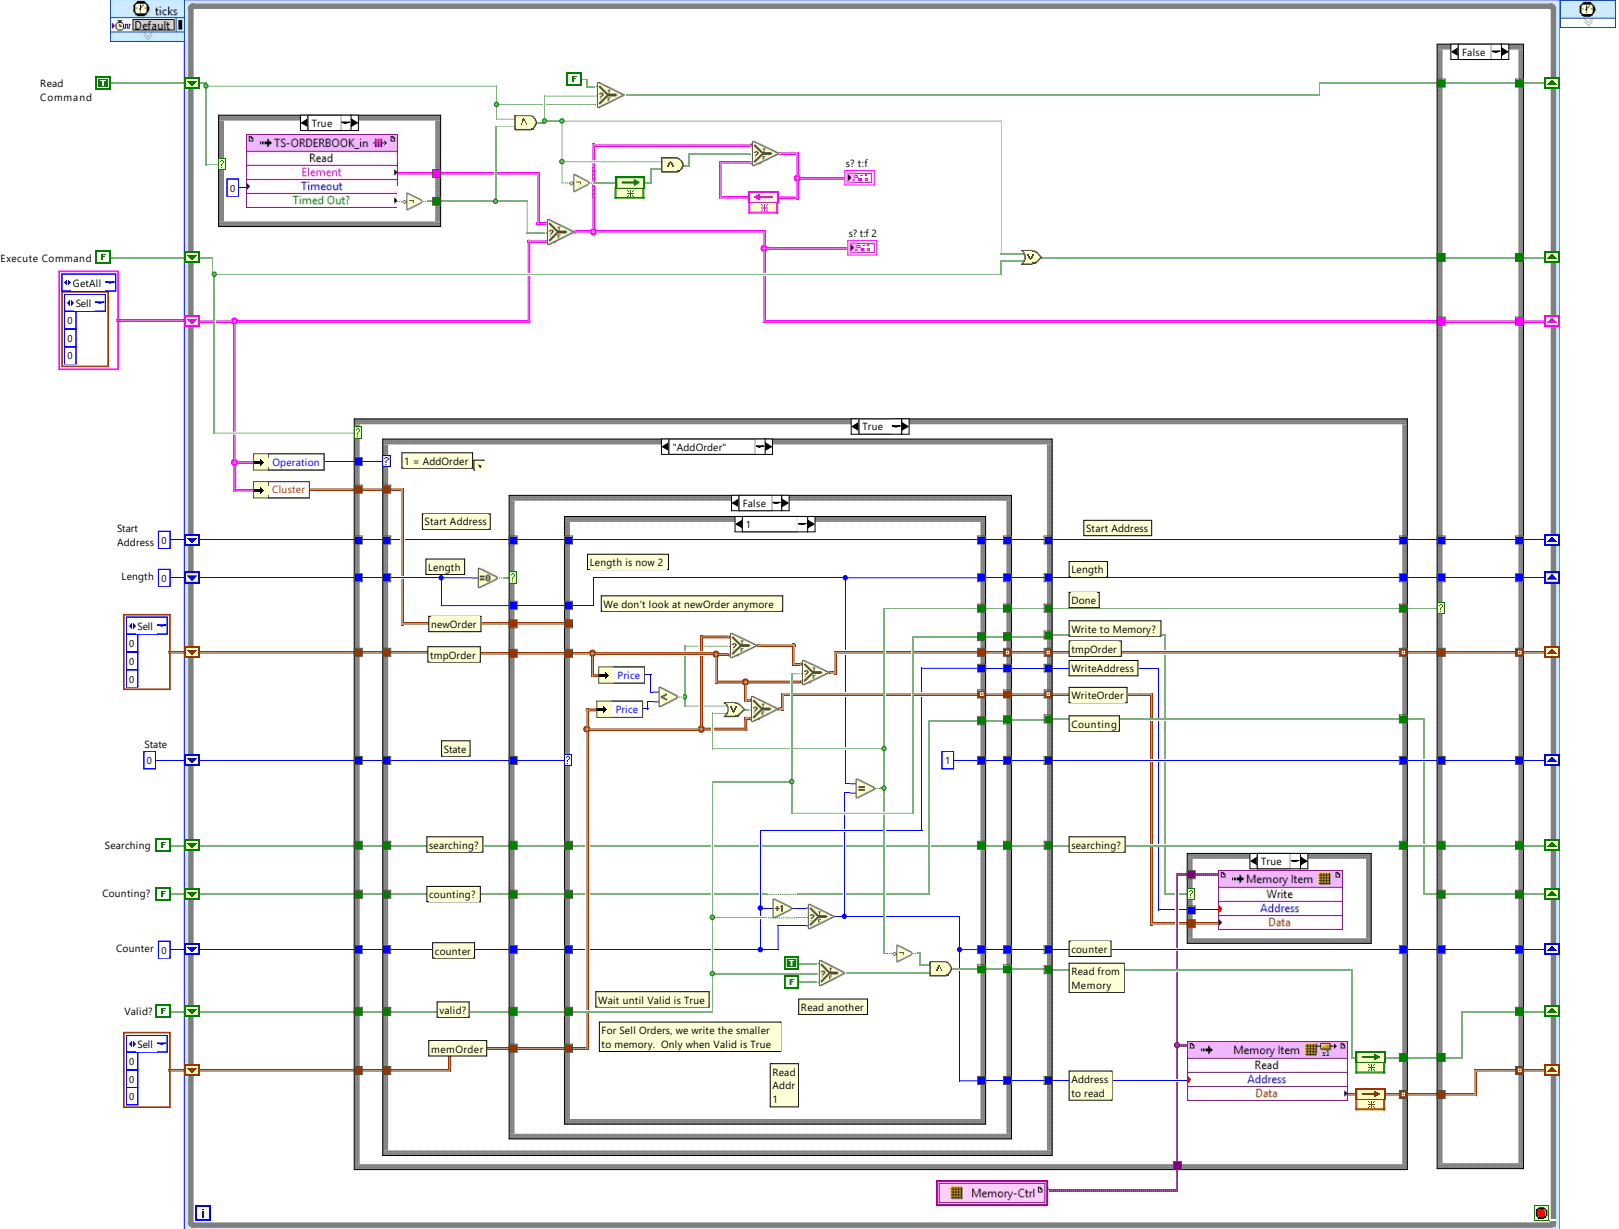 ticks
Default
False
Read
Command
T
F
True
TS-ORDERBOOK_in
Read
Element
Timeout
Timed Out?
0
s? t:f
s? t:f 2
Execute Command
F
GetAll
Sell
0
0
0
True
"AddOrder"
Operation
1 = AddOrder
Cluster
False
1
Start Address
Start
Address
0
Start Address
Length is now 2
Length
Length
0
=0
Length
We don't look at newOrder anymore
Done
newOrder
Write to Memory?
Sell
0
0
0
tmpOrder
tmpOrder
Price
WriteAddress
Price
WriteOrder
Counting
State
0
State
1
Searching
F
searching?
searching?
True
Memory Item
Write
Address
Data
Counting?
F
counting?
+1
Counter
0
counter
counter
T
F
Read from
Memory
Wait until Valid is True
Read another
Valid?
F
valid?
For Sell Orders, we write the smaller
to memory. Only when Valid is True
Sell
0
0
0
memOrder
Memory Item
x1
Read
Address
Data
Read
Addr
1
Address
to read
Memory-Ctrl
i